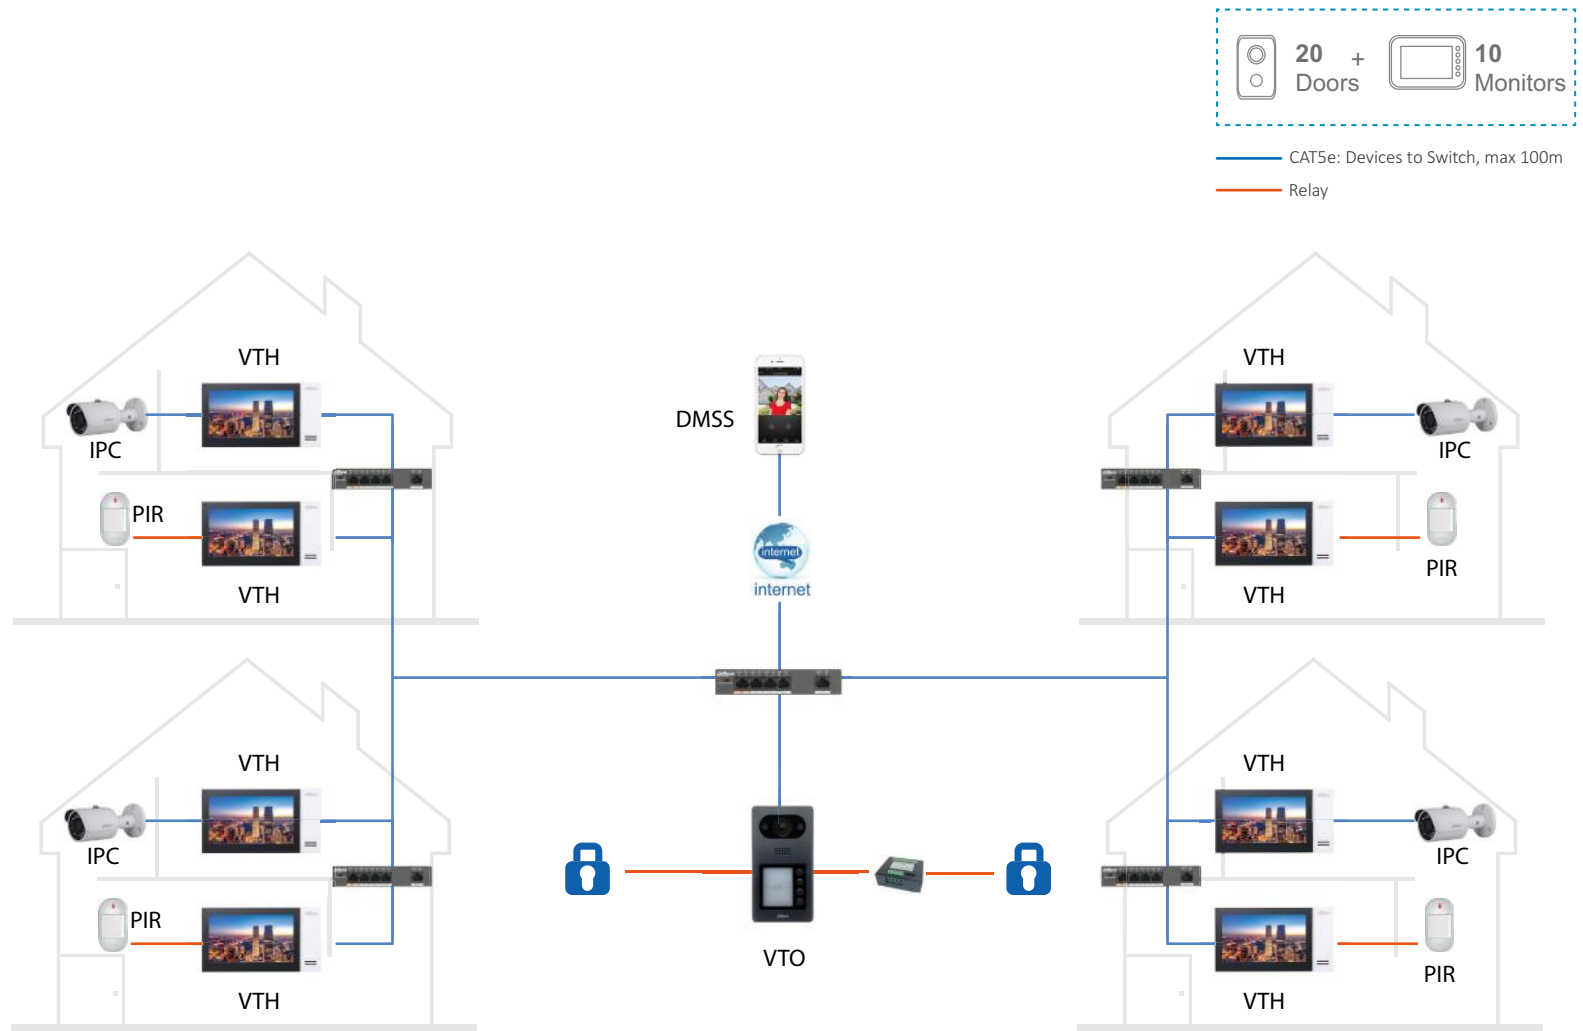 20 + 10
Doors Monitors
CAT5e: Devices to Switch, max 100m
Relay
VTH
VTH
DMSS
IPC
IPC
PIR
internet
PIR
VTH
internet
VTH
VTH
VTH
IPC
IPC
PIR
VTO
PIR
VTH
VTH